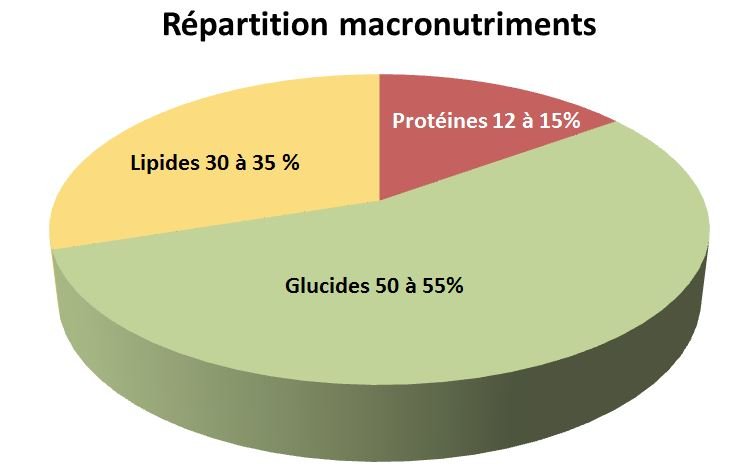 Répartition macronutriments
Protéines 12 à 15%
Lipides 30 à 35 %
Glucides 50 à 55%